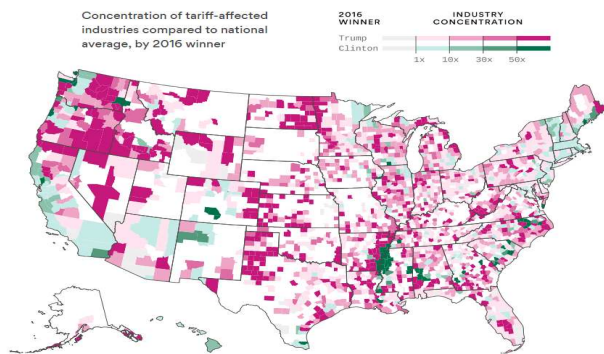 Concentration of tariff-affected
industries compared to national
average, by 2016 winner
2016 WINNER
INDUSTRY CONCENTRATION
Trump
Clinton
1x 10x 30x 50x